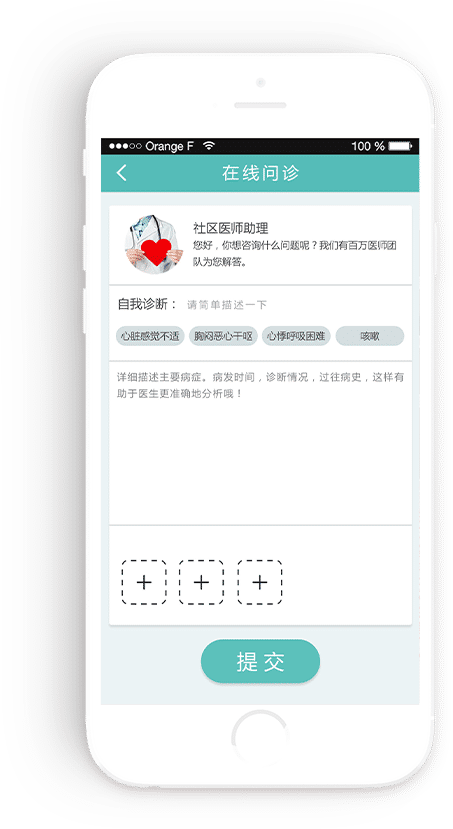 Orange F 100 %
在线问诊
社区医师助理
您好，你想咨询什么问题呢？我们有百万医师团
队为您解答。
自我诊断： 请简单描述一下
心脏感觉不适 胸闷恶心干呕 心悸呼吸困难 咳嗽
详细描述主要病症。病发时间，诊断情况，过往病史，这样有
助于医生更准确地分析哦！
+ + +
提交